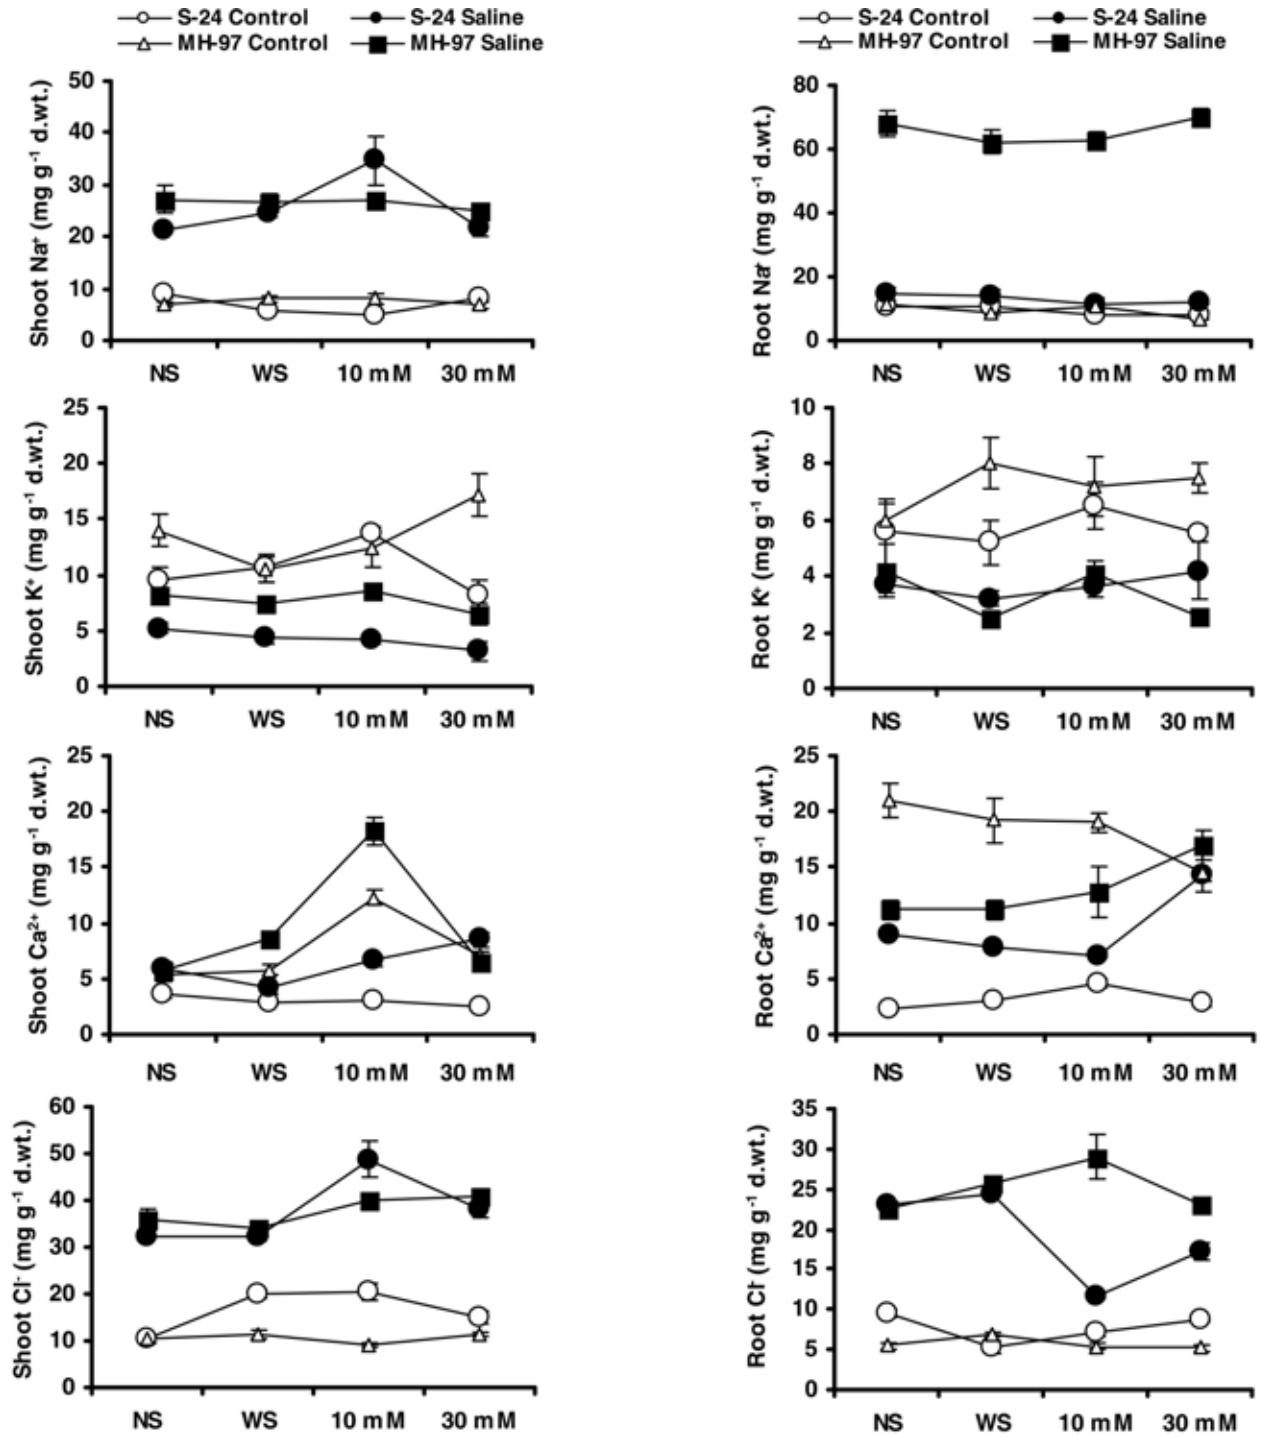 S-24 Control S-24 Saline
MH-97 Control MH-97 Saline
S-24 Control S-24 Saline
MH-97 Control MH-97 Saline
Shoot Na⁺ (mg g⁻¹ d.wt.)
50
40
30
20
10
0
NS WS 10 mM 30 mM
Root Na⁺ (mg g⁻¹ d.wt.)
80
60
40
20
0
NS WS 10 mM 30 mM
Shoot K⁺ (mg g⁻¹ d.wt.)
25
20
15
10
5
0
NS WS 10 mM 30 mM
Root K⁺ (mg g⁻¹ d.wt.)
10
8
6
4
2
0
NS WS 10 mM 30 mM
Shoot Ca²⁺ (mg g⁻¹ d.wt.)
25
20
15
10
5
0
NS WS 10 mM 30 mM
Root Ca²⁺ (mg g⁻¹ d.wt.)
25
20
15
10
5
0
NS WS 10 mM 30 mM
Shoot Cl⁻ (mg g⁻¹ d.wt.)
60
50
40
30
20
10
0
NS WS 10 mM 30 mM
Root Cl⁻ (mg g⁻¹ d.wt.)
35
30
25
20
15
10
5
0
NS WS 10 mM 30 mM